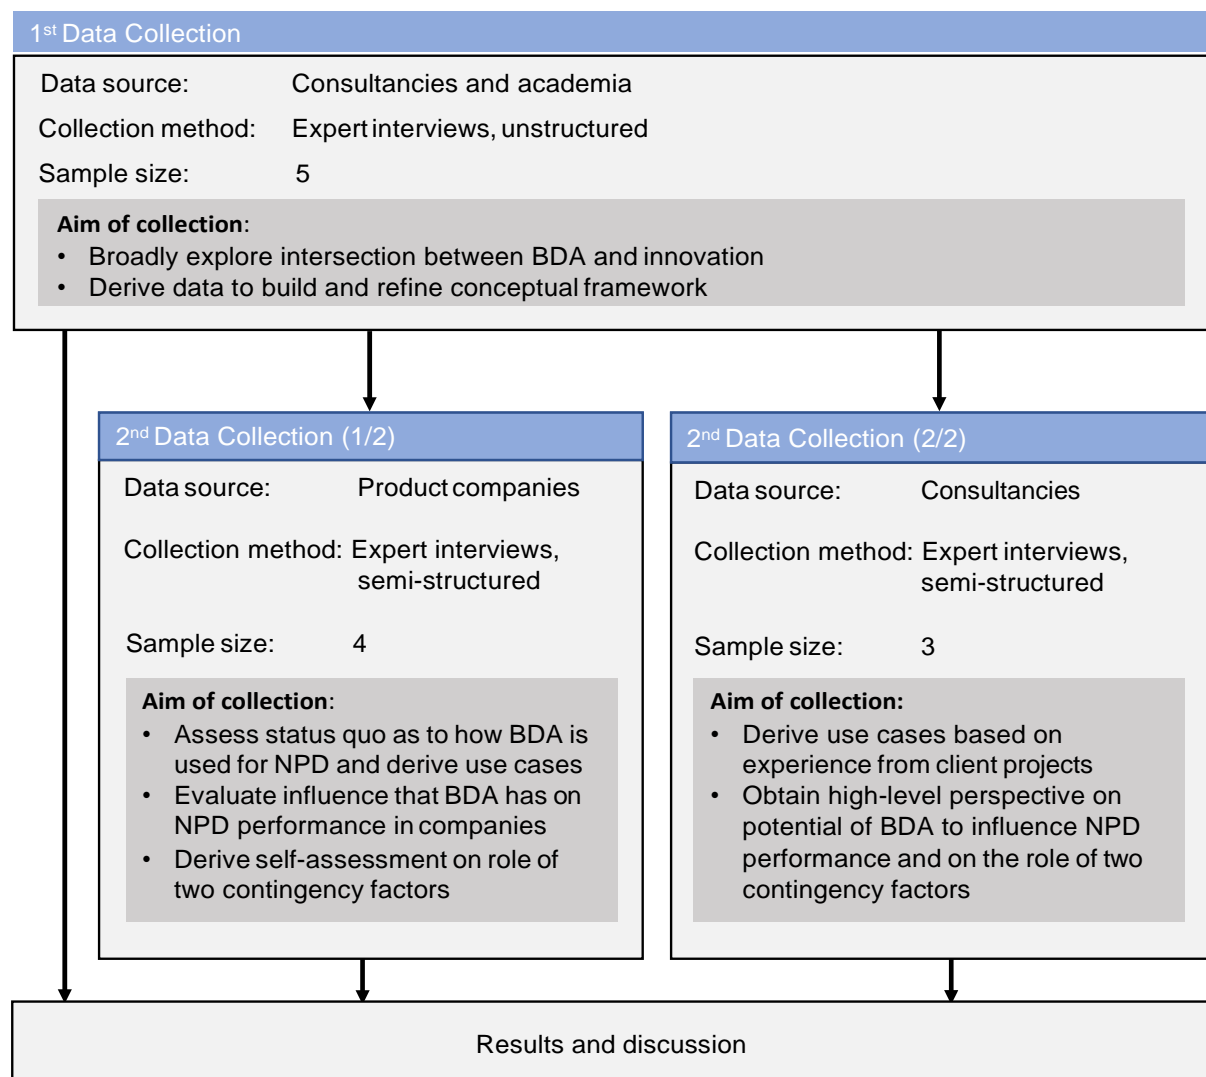 1st Data Collection
Data source: Consultancies and academia
Collection method: Expert interviews, unstructured
Sample size: 5
Aim of collection:
• Broadly explore intersection between BDA and innovation
• Derive data to build and refine conceptual framework
2nd Data Collection (1/2)
Data source: Product companies
Collection method: Expert interviews,
semi-structured
Sample size: 4
Aim of collection:
• Assess status quo as to how BDA is
used for NPD and derive use cases
• Evaluate influence that BDA has on
NPD performance in companies
• Derive self-assessment on role of
two contingency factors
2nd Data Collection (2/2)
Data source: Consultancies
Collection method: Expert interviews,
semi-structured
Sample size: 3
Aim of collection:
• Derive use cases based on
experience from client projects
• Obtain high-level perspective on
potential of BDA to influence NPD
performance and on the role of two
contingency factors
Results and discussion